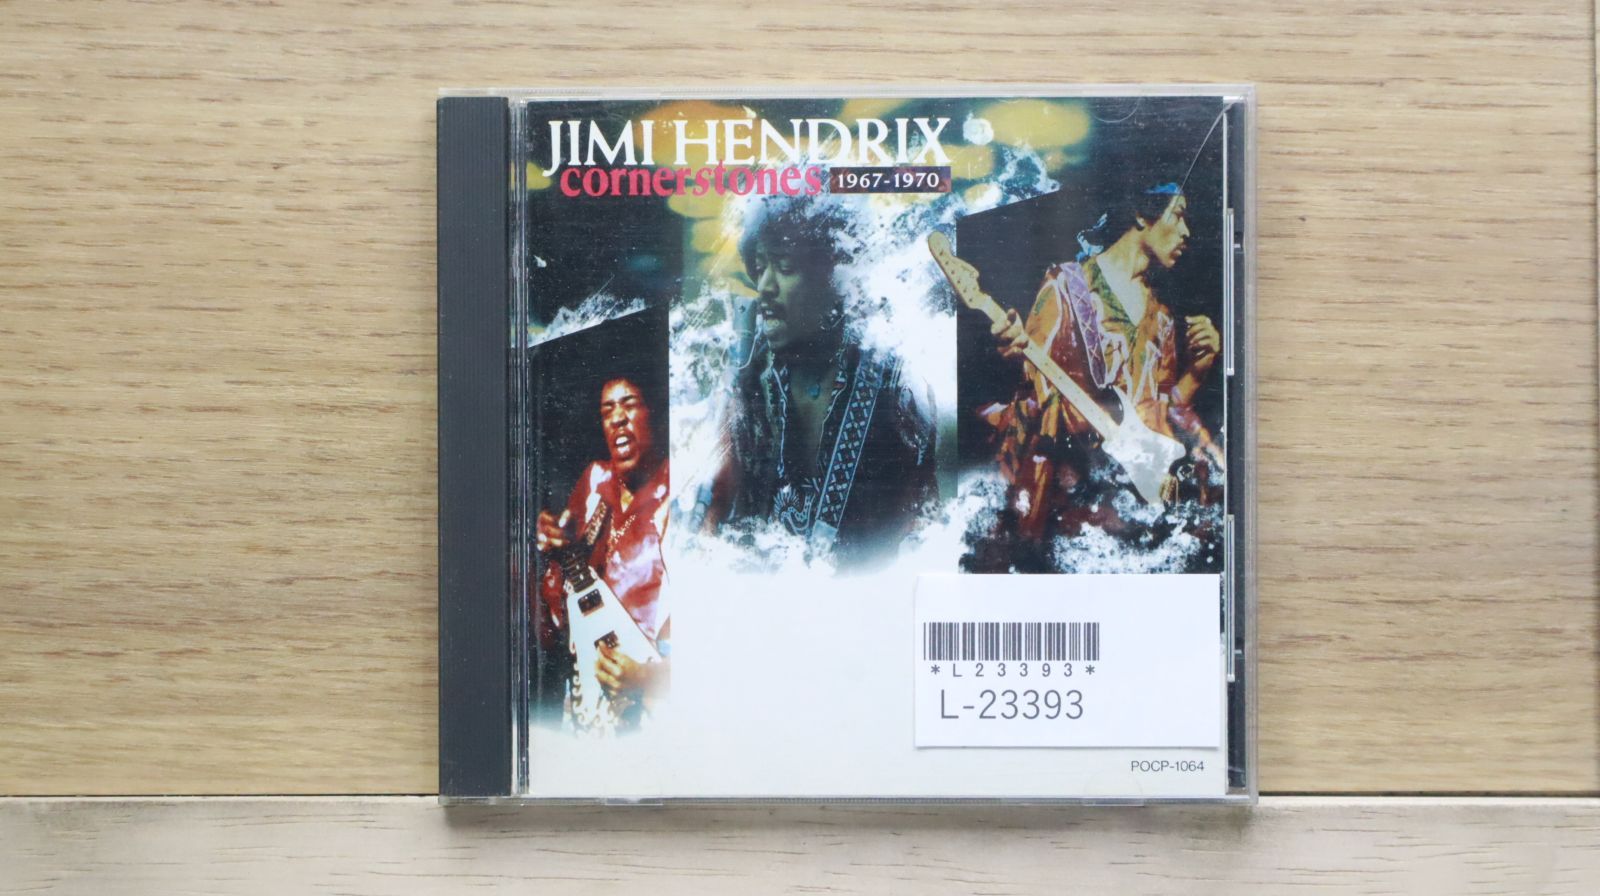 JIMI HENDRIX
cornerstones 1967-1970
*L23393*
L-23393
POCP-1064